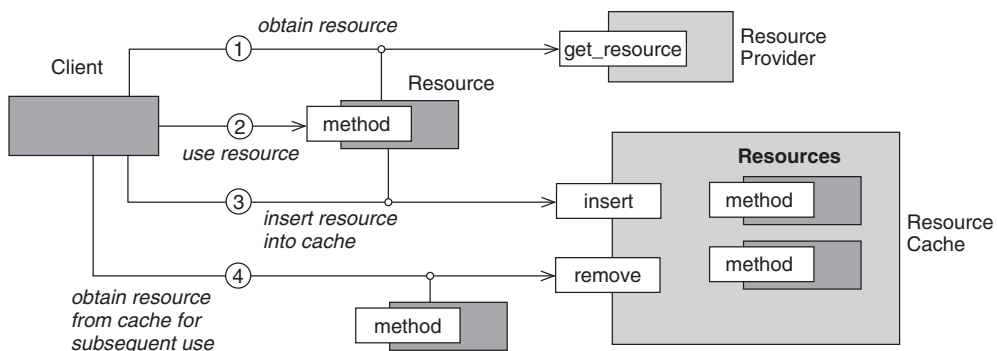 obtain resource
1
get_resource
Resource
Provider
Client
Resource
2
method
use resource
Resources
method
3
insert
insert resource
into cache
Resource
Cache
method
4
remove
obtain resource
from cache for
subsequent use
method